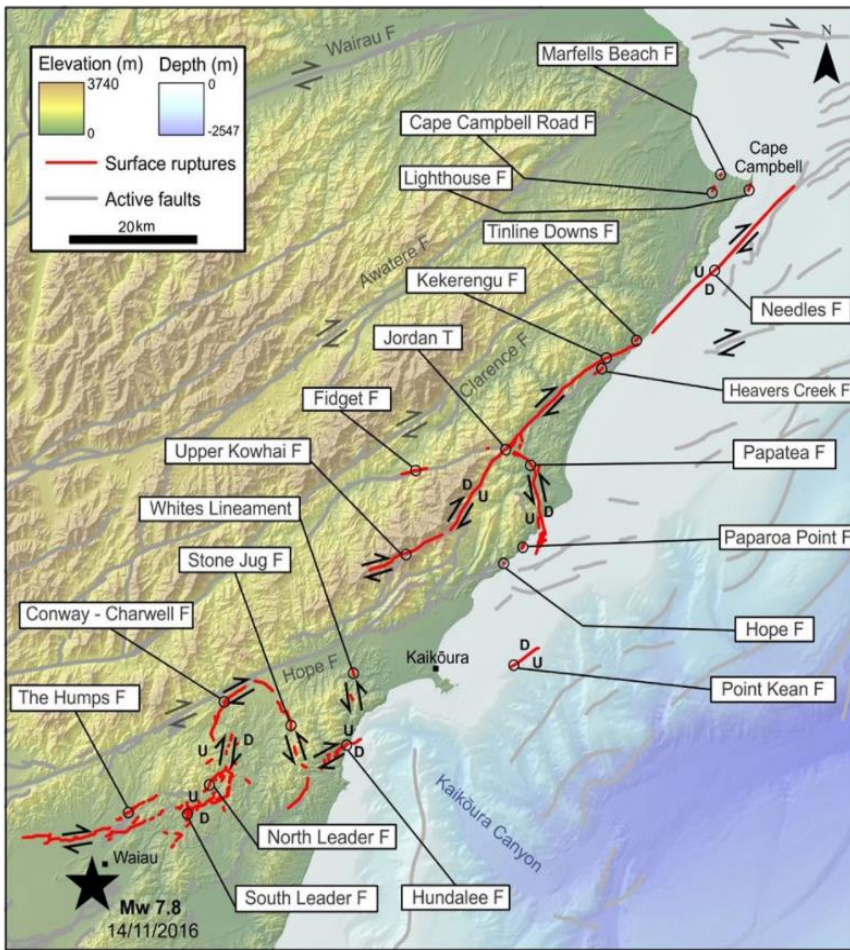 Wairau F
N
Elevation (m)
Depth (m)
3740
0
0
-2547
Surface ruptures
Active faults
20km
Marfells Beach F
Cape Campbell Road F
Lighthouse F
Cape
Campbell
Tinline Downs F
Awatere F
Kekerengu F
U
D
Needles F
Jordan T
Clarence F
Heavers Creek F
Fidget F
Upper Kowhai F
Papatea F
D
U
U
D
Whites Lineament
Stone Jug F
Paparoa Point F
Conway - Charwell F
Hope F
Hope F
Kaikōura
D
U
Point Kean F
The Humps F
U
D
U
D
Kaikōura
Canyon
U
D
North Leader F
Waiau
South Leader F
Hundalee F
Mw 7.8
14/11/2016